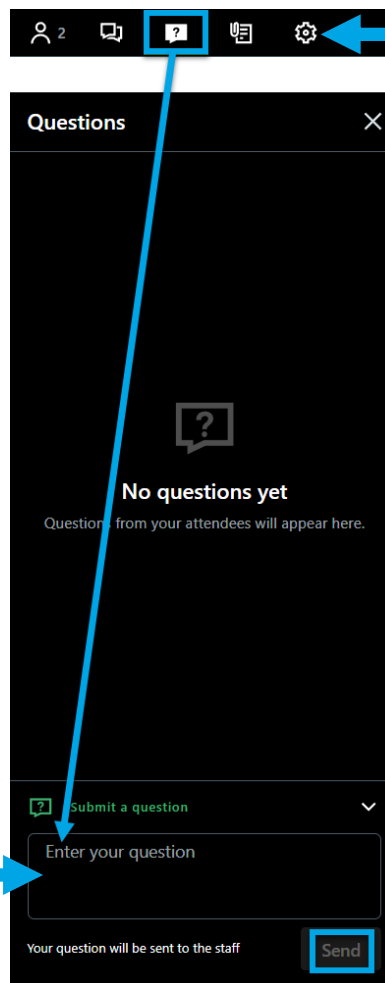 2
Questions
No questions yet
Questions from your attendees will appear here.
Submit a question
Enter your question
Your question will be sent to the staff
Send